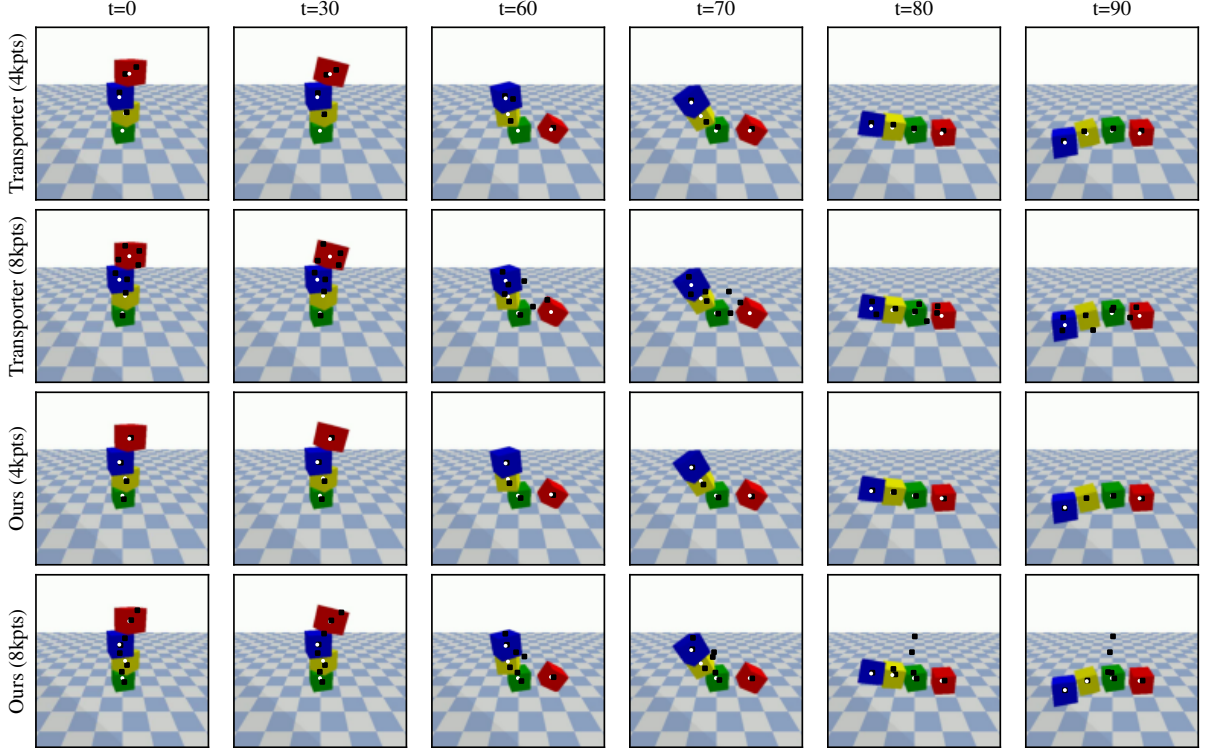 t=0 t=30 t=60 t=70 t=80 t=90
Transporter (4kpts)
Transporter (8kpts)
Ours (4kpts)
Ours (8kpts)